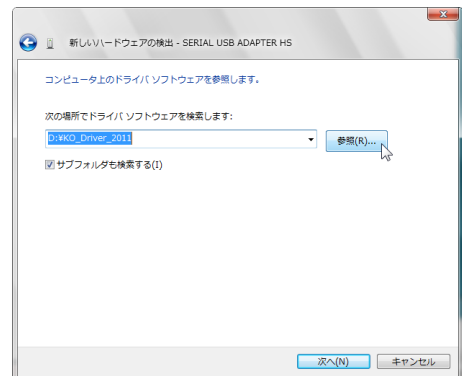 新しいハードウェアの検出 - SERIAL USB ADAPTER HS
コンピュータ上のドライバ ソフトウェアを参照します。
次の場所でドライバ ソフトウェアを検索します:
D:¥KO_Driver_2011
参照(R)...
サブフォルダも検索する(I)
次へ(N)
キャンセル